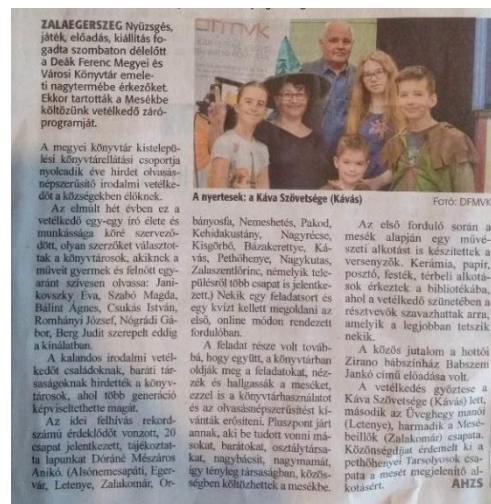 ZALAEGERSZEG Nyüzsgés,
játék, előadás, kiállítás fo-
gadta szombaton délelőtt
a Deák Ferenc Megyei és
Városi Könyvtár emele-
ti nagytermébe érkezőket.
Ekkor tartották a Mesékbe
költözünk vetélkedő záró-
programját.
A megyei könyvtár kistelepü-
lési könyvtárellátási csoportja
nyolcadik éve hirdet olvasás-
népszerűsítő irodalmi vetélke-
dőt a községekben élőknek.
Az elmúlt hét évben ez a
vetélkedő egy-egy író élete és
munkássága köré szervező-
dött, olyan szerzőket választot-
tak a könyvtárosok, akiknek a
műveit gyermek és felnőtt egy-
aránt szívesen olvassa: Jani-
kovszky Éva, Szabó Magda,
Bálint Ágnes, Csukás István,
Romhányi József, Nógrádi Gá-
bor, Berg Judit szerepelt eddig
a kínálatban.
A kalandos irodalmi vetél-
kedőt családoknak, baráti tár-
saságoknak hirdették a könyv-
tárosok, ahol több generáció
képviseltethette magát.
Az idei felhívás rekord-
számú érdeklődőt vonzott, 20
csapat jelentkezett, tájékozta-
tta lapunkat Dóráné Mészáros
Anikó. (Alsónemesapáti, Eger-
vár, Letenye, Zalakomár, Or-
DFMVK
A nyertesek: a Káva Szövetsége (Kávás)
FOTÓ: DFMVK
bányosfa, Nemeshetés, Pakod,
Kehidakustány, Nagyrécse,
Kisgörbő, Bázakerettye, Ká-
vás, Pethőhenye, Nagykutas,
Zalaszentlőrinc, némelyik tele-
pülésről több csapat is jelentke-
zett.) Nekik egy feladatsort és
egy kvízt kellett megoldani az
első, online módon rendezett
fordulóban.
A feladat része volt továb-
bá, hogy együtt, a könyvtárban
oldják meg a feladatokat, néz-
zék és hallgassák a meséket,
ezzel is a könyvtárhasználatot
és az olvasásnépszerűsítést kí-
vánták erősíteni. Pluszpont járt
annak, aki be tudott vonni má-
sokat, barátokat, osztálytársa-
kat, nagybácsit, nagymamát,
így tényleg társaságban, közös-
ségben költözhettek a mesékbe.
Az első forduló során a
mesék alapján egy művé-
szeti alkotást is készítettek a
versenyzők. Kerámia, papír,
posztó, festék, térbeli alkotá-
sok érkeztek a bibliotékába,
ahol a vetélkedő szünetében a
résztvevők szavazhattak arra,
amelyik a legjobban tetszik
nekik.
A közös jutalom a hottói
Zirano bábszínház Babszem
Jankó című előadása volt.
A vetélkedés győztese a
Káva Szövetsége (Kávás) lett,
második az Üveghegy manói
(Letenye), harmadik a Mesé-
beillők (Zalakomár) csapata.
Közönségdíjat érdemelt ki a
pethőhenyei Tarsolyosok csa-
pata a mesét megjelenítő al-
kotásért.
AHZS